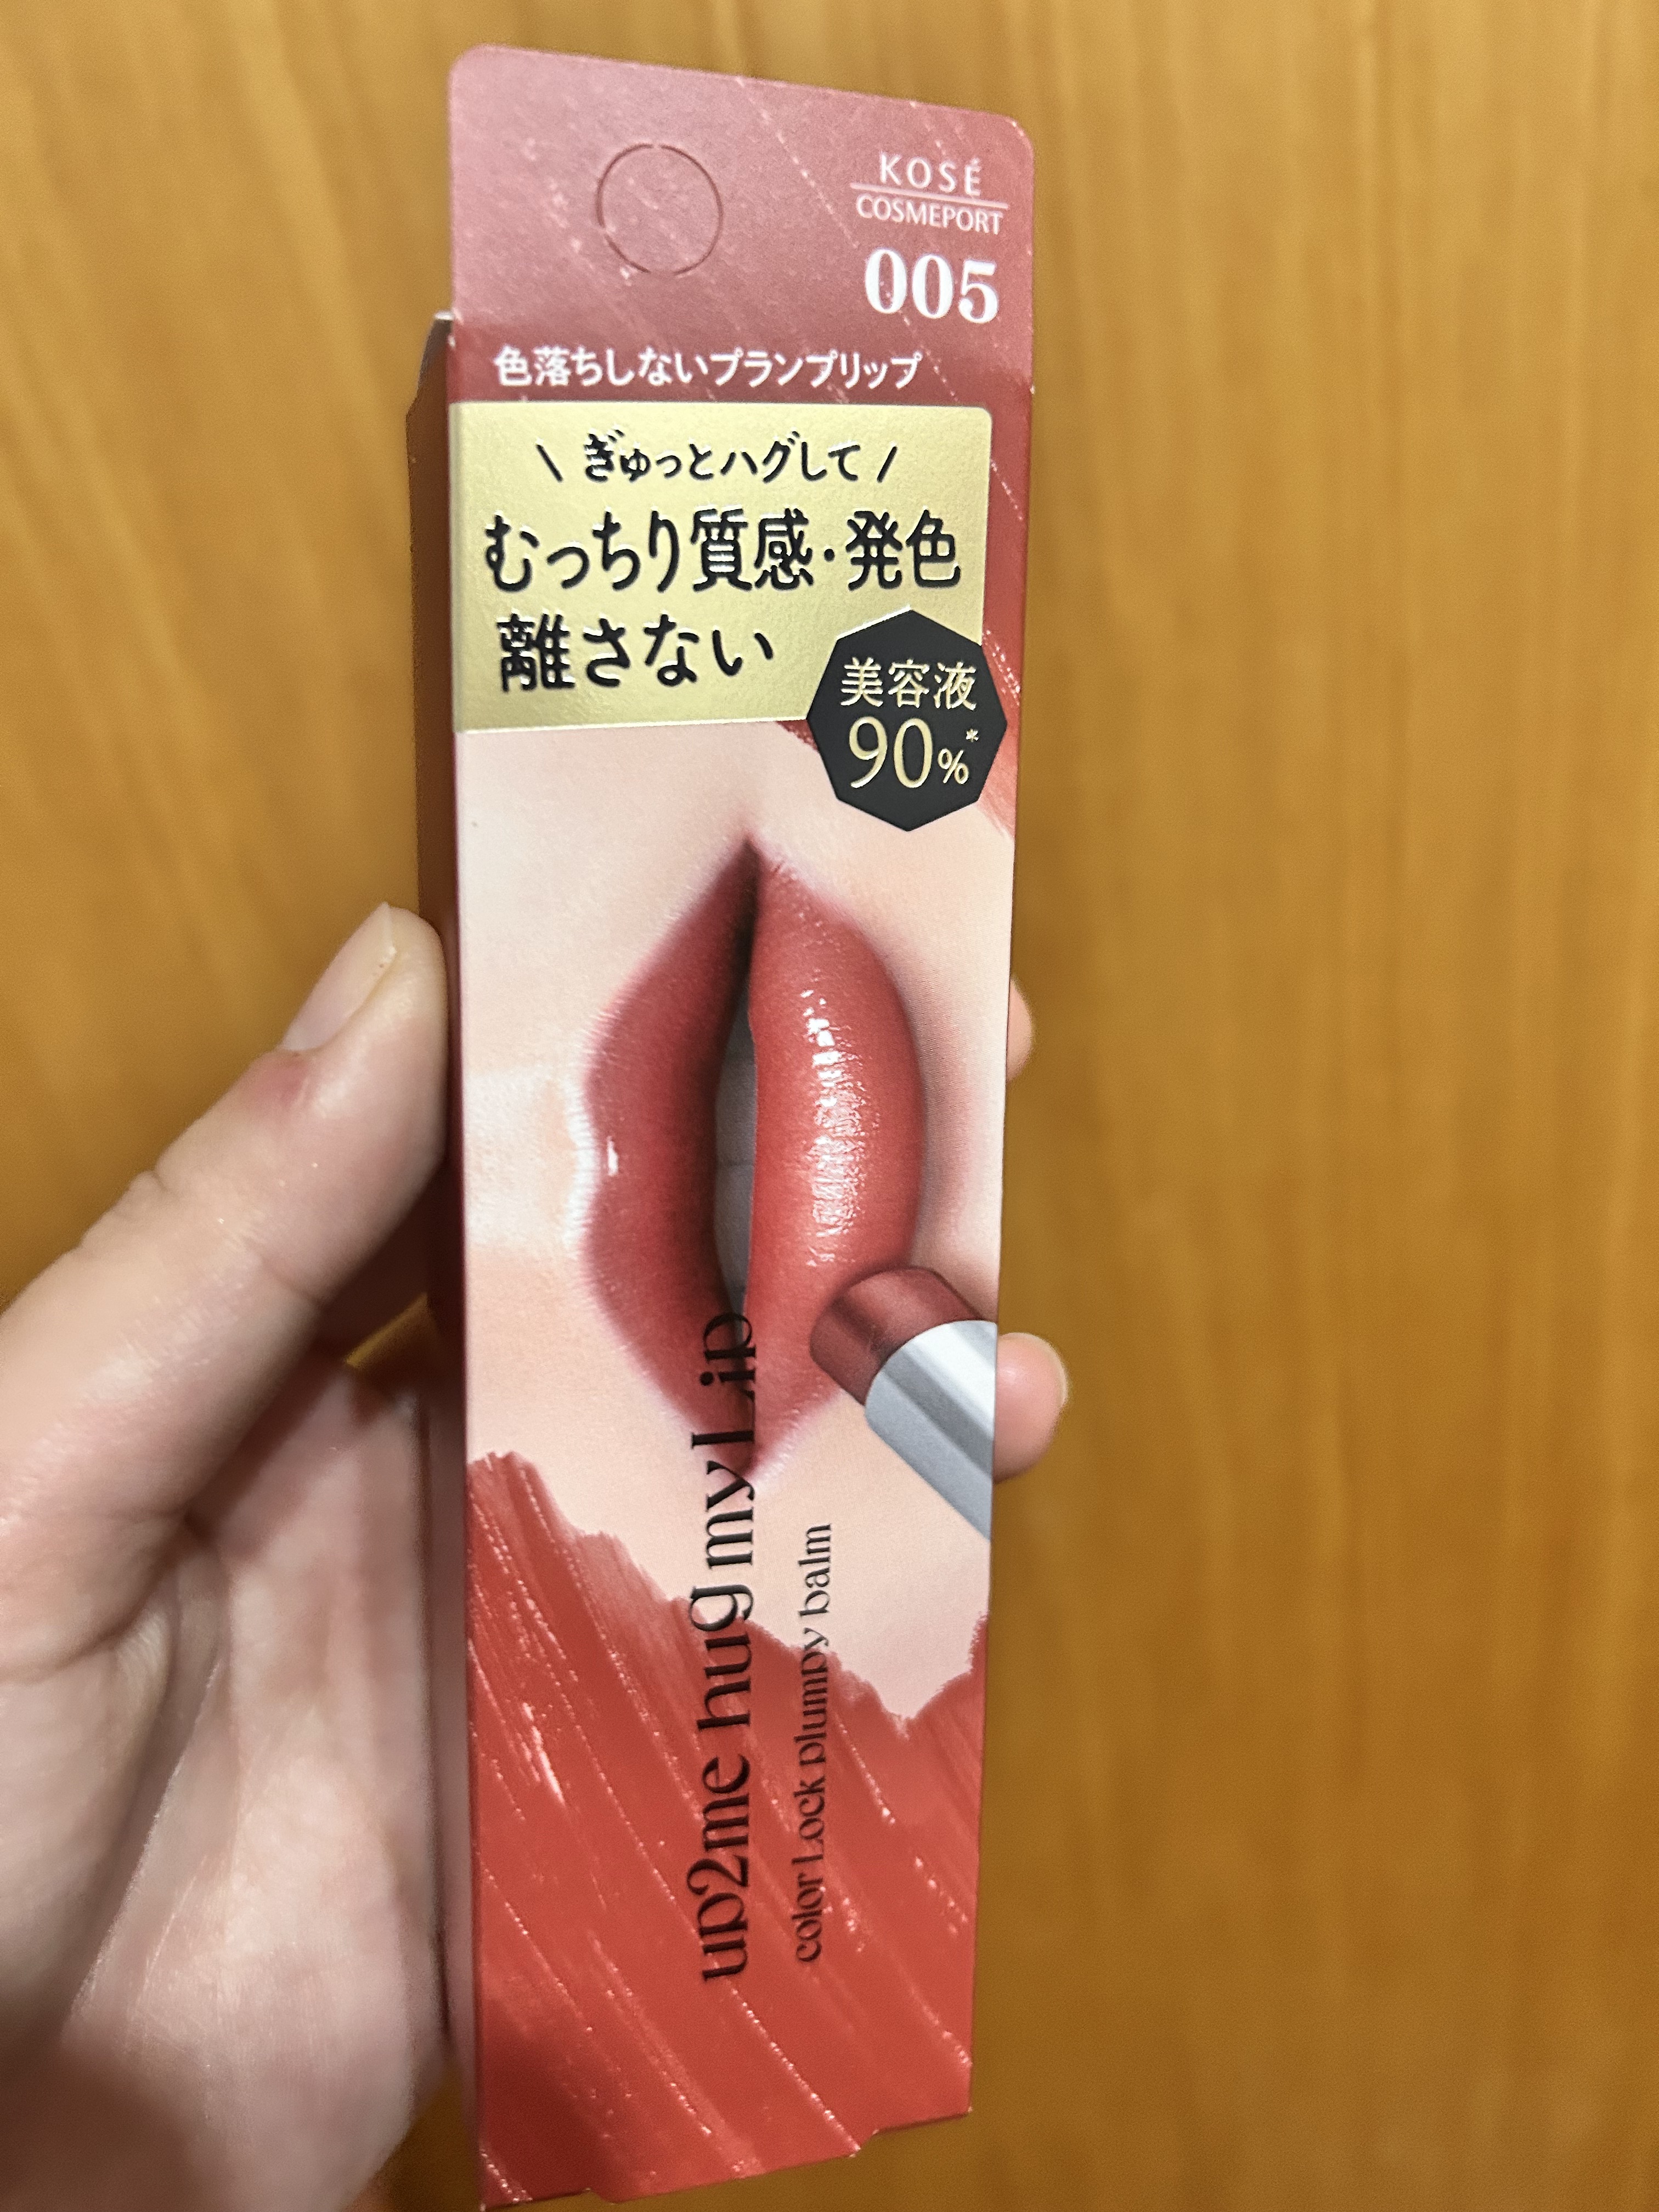 KOSÉ
COSMEPORT
005
色落ちしないプランプリップ
\ ぎゅっとハグして /
むっちり質感・発色
離さない
美容液
90%*
up2me hug my Lip
color Lock plumpy balm